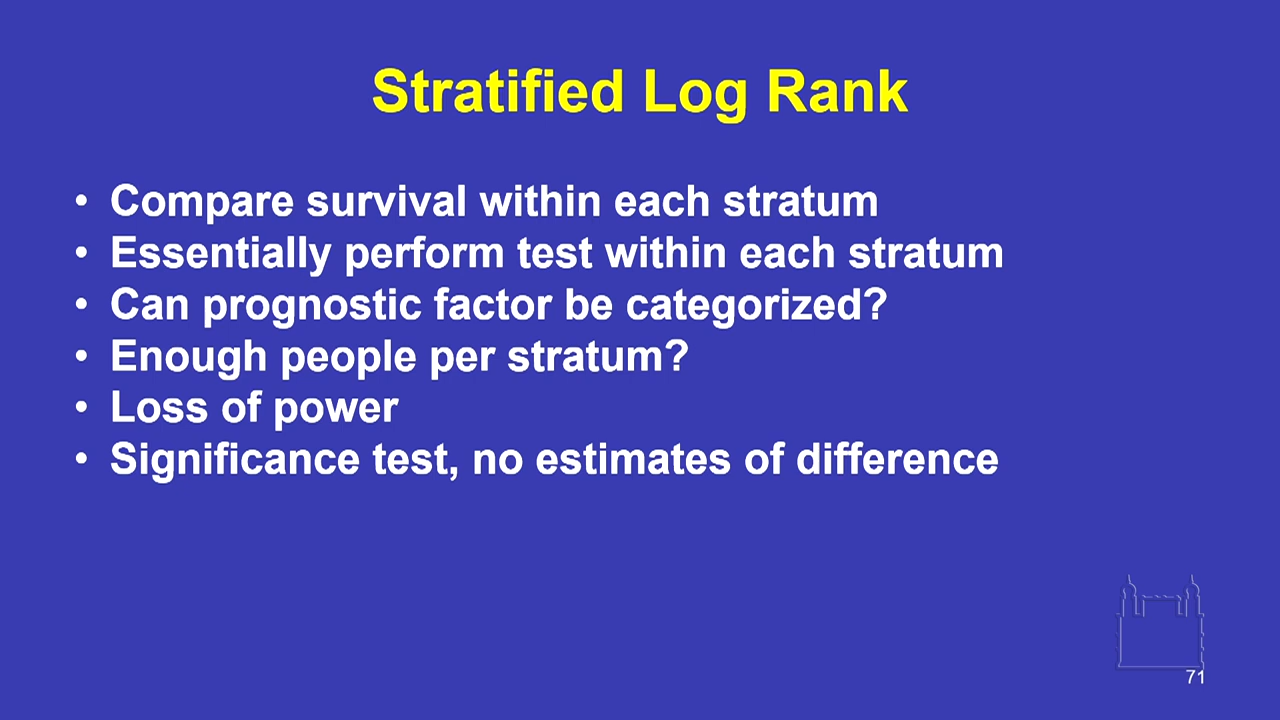 Stratified Log Rank
• Compare survival within each stratum
• Essentially perform test within each stratum
• Can prognostic factor be categorized?
• Enough people per stratum?
• Loss of power
• Significance test, no estimates of difference
71